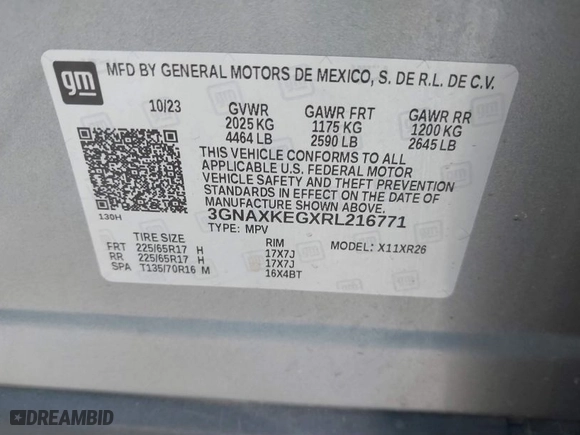 gm
MFD BY GENERAL MOTORS DE MEXICO, S. DE R.L. DE C.V.
10/23 GVWR GAWR FRT GAWR RR
2025 KG 1175 KG 1200 KG
4464 LB 2590 LB 2645 LB
THIS VEHICLE CONFORMS TO ALL
APPLICABLE U.S. FEDERAL MOTOR
VEHICLE SAFETY AND THEFT PREVENTION
STANDARDS IN EFFECT ON THE DATE OF
MANUFACTURE SHOWN ABOVE.
130H 3GNAXKEGXRL216771
TYPE: MPV
TIRE SIZE RIM MODEL: X11XR26
FRT 225/65R17 H 17X7J
RR 225/65R17 H 17X7J
SPA T135/70R16 M 16X4BT
DREAMBID